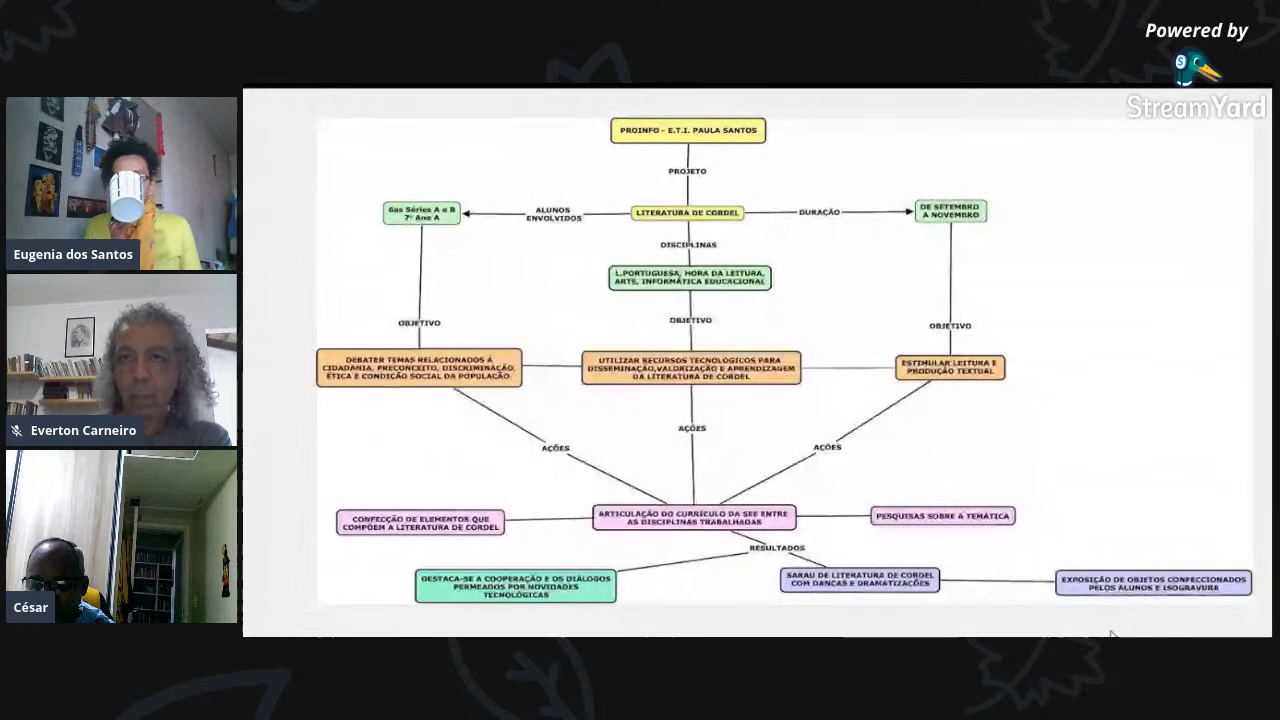 Powered by
StreamYard
Eugenia dos Santos
Everton Carneiro
César
PROINFO - E.T.I. PAULA SANTOS
PROJETO
6as Séries A e B
7º Ano A
ALUNOS
ENVOLVIDOS
LITERATURA DE CORDEL
DURAÇÃO
DE SETEMBRO
A NOVEMBRO
DISCIPLINAS
L.PORTUGUESA, HORA DA LEITURA,
ARTE, INFORMÁTICA EDUCACIONAL
OBJETIVO
OBJETIVO
OBJETIVO
DEBATER TEMAS RELACIONADOS À
CIDADANIA, PRECONCEITO, DISCRIMINAÇÃO,
ÉTICA E CONDIÇÃO SOCIAL DA POPULAÇÃO.
UTILIZAR RECURSOS TECNOLÓGICOS PARA
DISSEMINAÇÃO,VALORIZAÇÃO E APRENDIZAGEM
DA LITERATURA DE CORDEL
ESTIMULAR LEITURA E
PRODUÇÃO TEXTUAL
AÇÕES
AÇÕES
AÇÕES
CONFECÇÃO DE ELEMENTOS QUE
COMPÕEM A LITERATURA DE CORDEL
ARTICULAÇÃO DO CURRÍCULO DA SEE ENTRE
AS DISCIPLINAS TRABALHADAS
PESQUISAS SOBRE A TEMÁTICA
RESULTADOS
DESTACA-SE A COOPERAÇÃO E OS DIÁLOGOS
PERMEADOS POR NOVIDADES
TECNOLÓGICAS
SARAU DE LITERATURA DE CORDEL
COM DANÇAS E DRAMATIZAÇÕES
EXPOSIÇÃO DE OBJETOS CONFECCIONADOS
PELOS ALUNOS E ISOGRAVURA